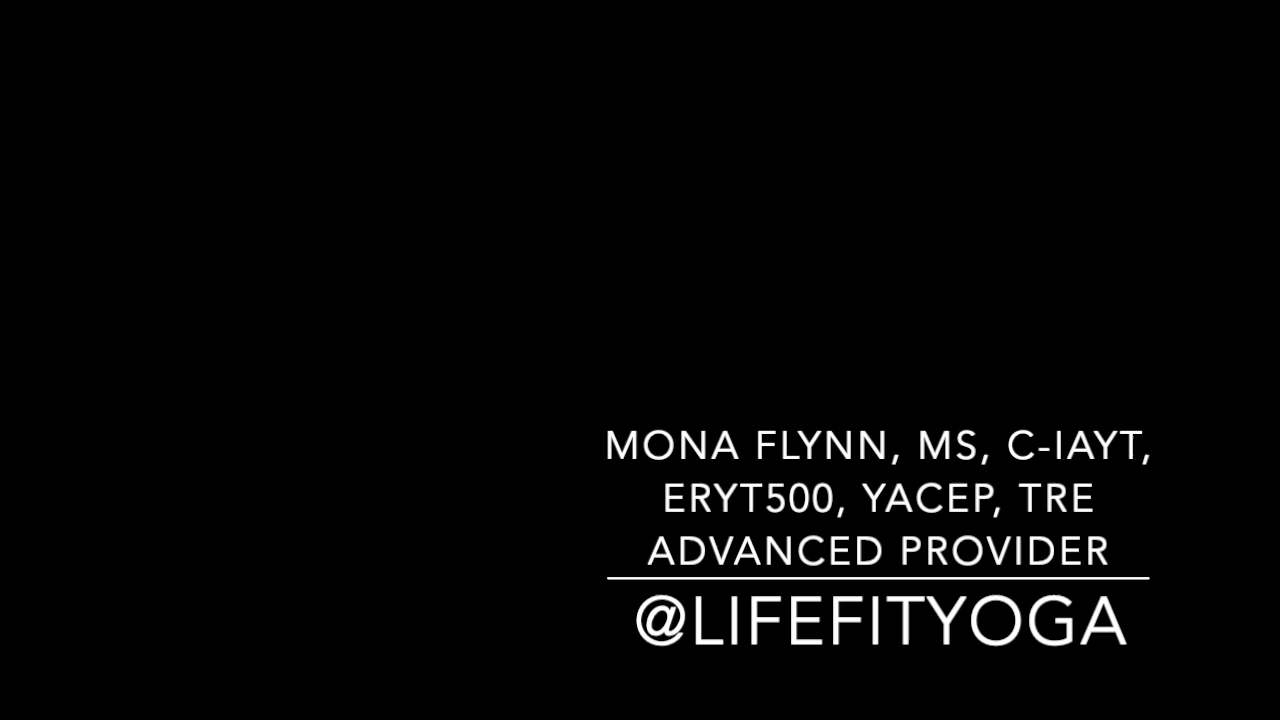 MONA FLYNN, MS, C-IAYT,
ERYT500, YACEP, TRE
ADVANCED PROVIDER
@LIFEFITYOGA